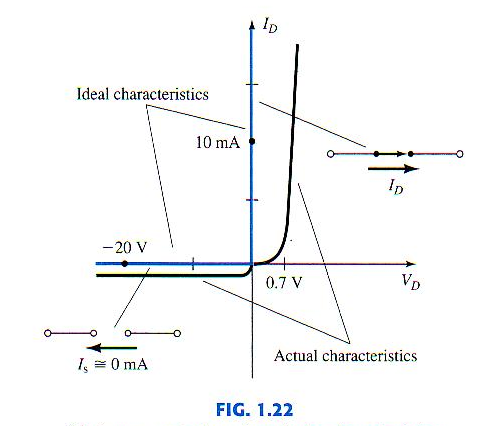 I_D
Ideal characteristics
10 mA
I_D
−20 V
0.7 V
V_D
I_s ≅ 0 mA
Actual characteristics
FIG. 1.22